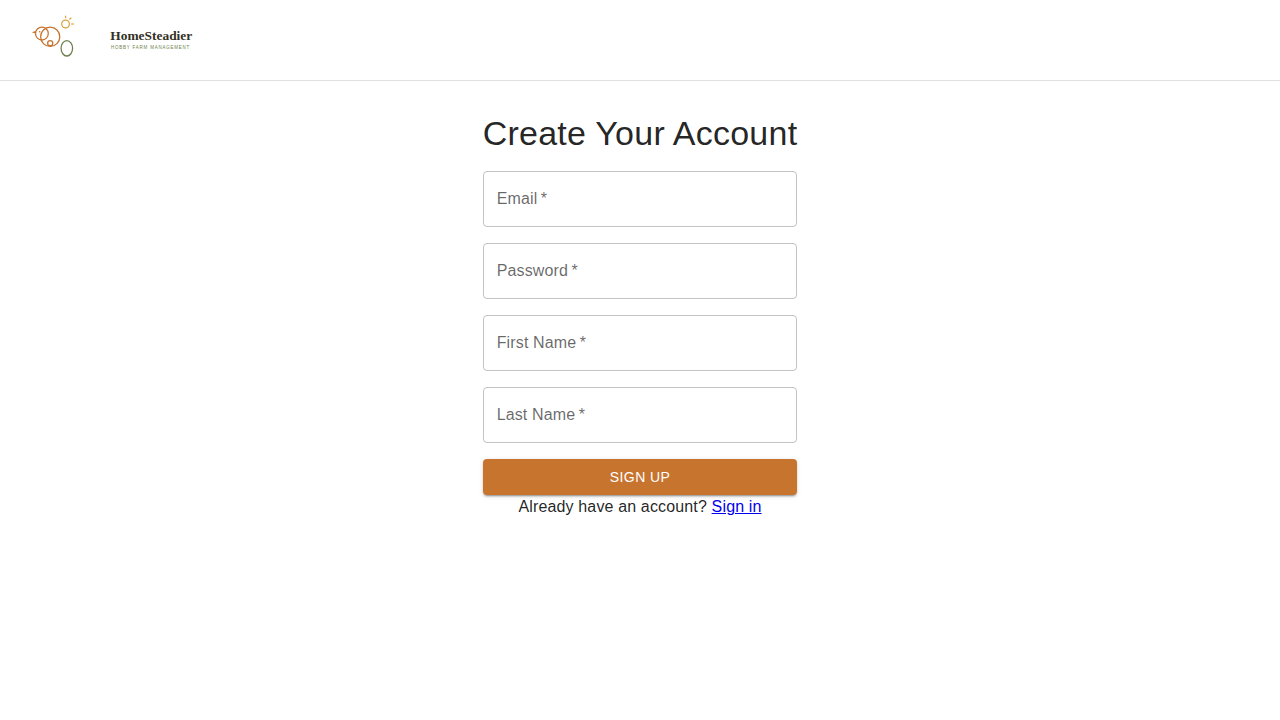 HomeSteadier
HOBBY FARM MANAGEMENT
Create Your Account
Email *
Password *
First Name *
Last Name *
SIGN UP
Already have an account? Sign in